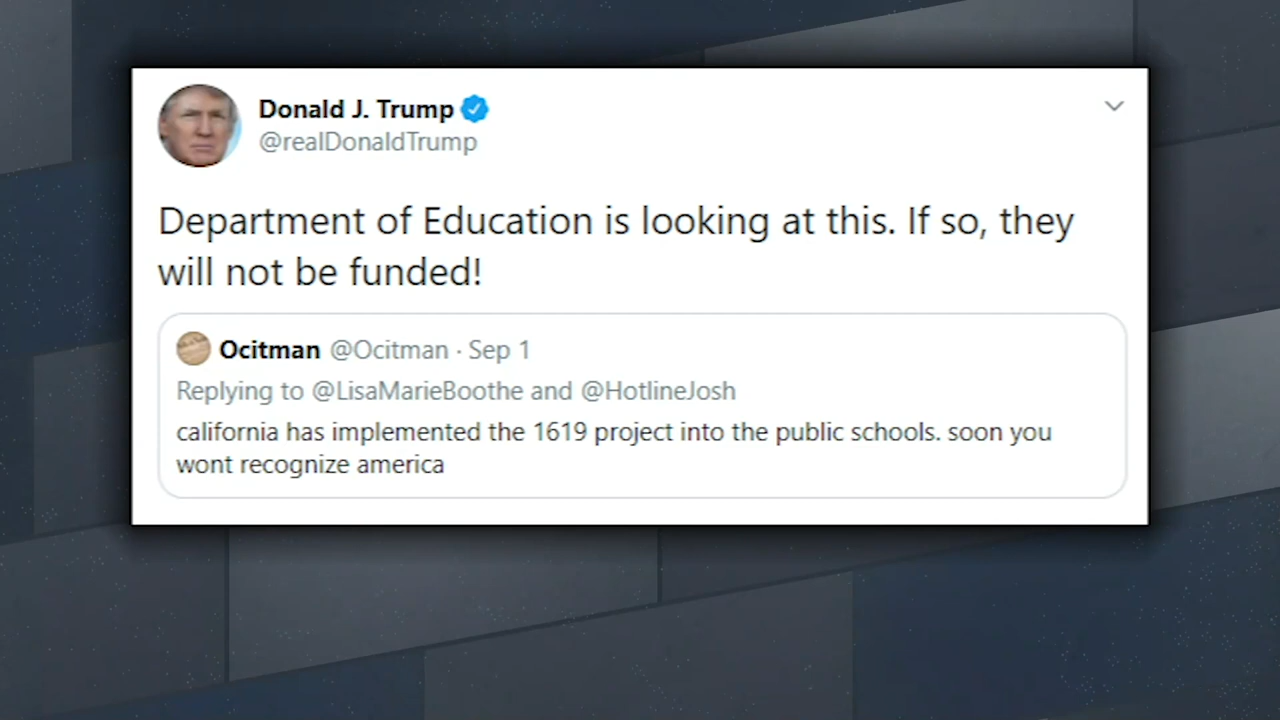 Donald J. Trump
@realDonaldTrump
Department of Education is looking at this. If so, they
will not be funded!
Ocitman @Ocitman · Sep 1
Replying to @LisaMarieBoothe and @HotlineJosh
california has implemented the 1619 project into the public schools. soon you
wont recognize america